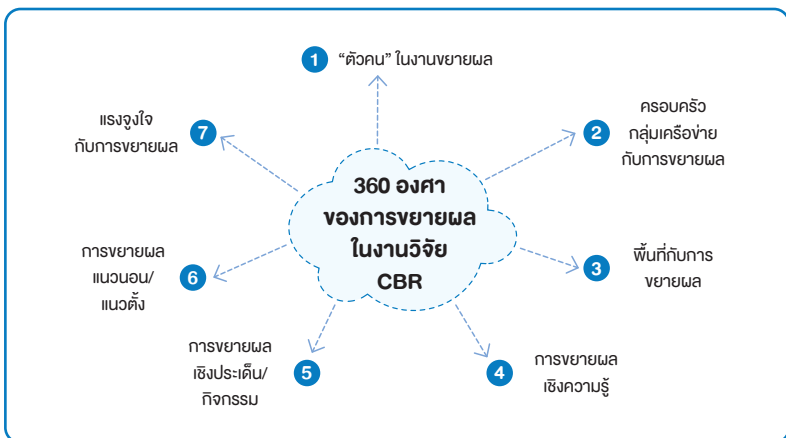 1 “ตัวคน” ในงานขยายผล
2 ครอบครัว
กลุ่มเครือข่าย
กับการขยายผล
3 พื้นที่กับการ
ขยายผล
4 การขยายผล
เชิงความรู้
5 การขยายผล
เชิงประเด็น/
กิจกรรม
6 การขยายผล
แนวนอน/
แนวตั้ง
7 แรงจูงใจ
กับการขยายผล
360 องศา
ของการขยายผล
ในงานวิจัย
CBR